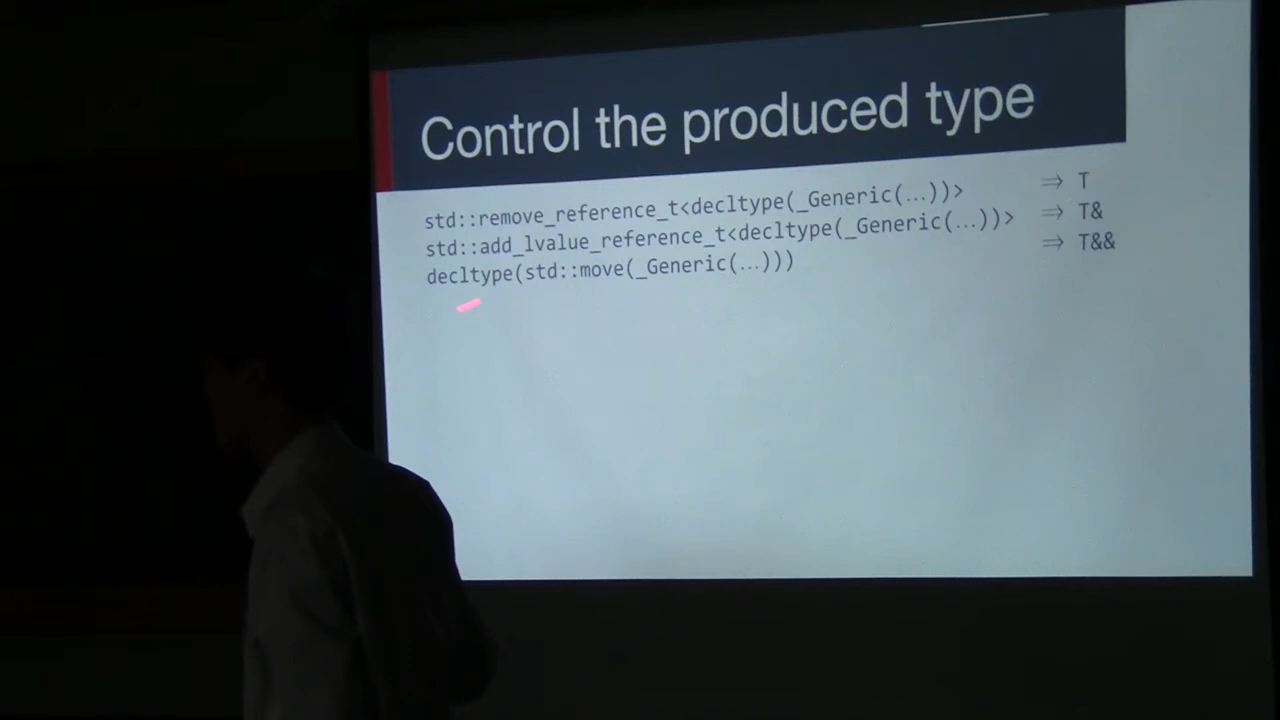 Control the produced type
std::remove_reference_t<decltype(_Generic(…))> ⇒ T
std::add_lvalue_reference_t<decltype(_Generic(…))> ⇒ T&
decltype(std::move(_Generic(…))) ⇒ T&&